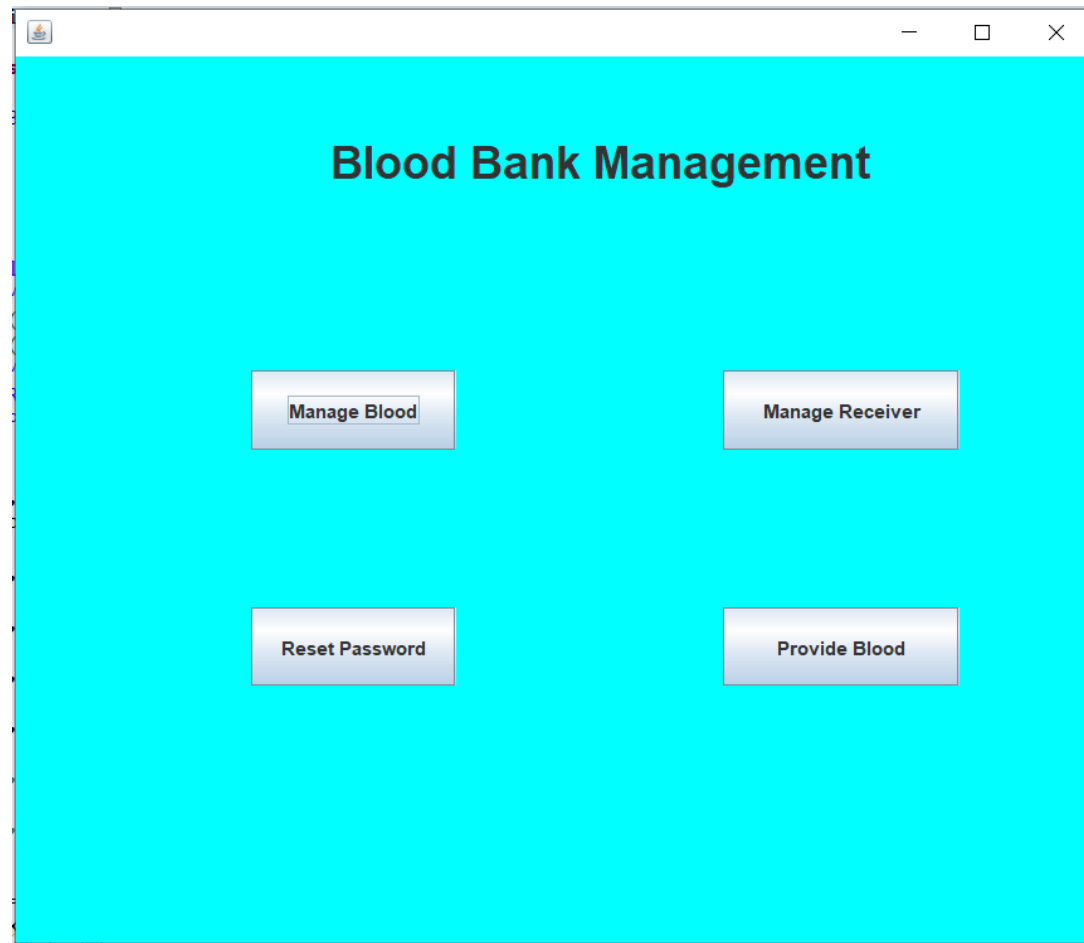 Blood Bank Management
Manage Blood
Manage Receiver
Reset Password
Provide Blood